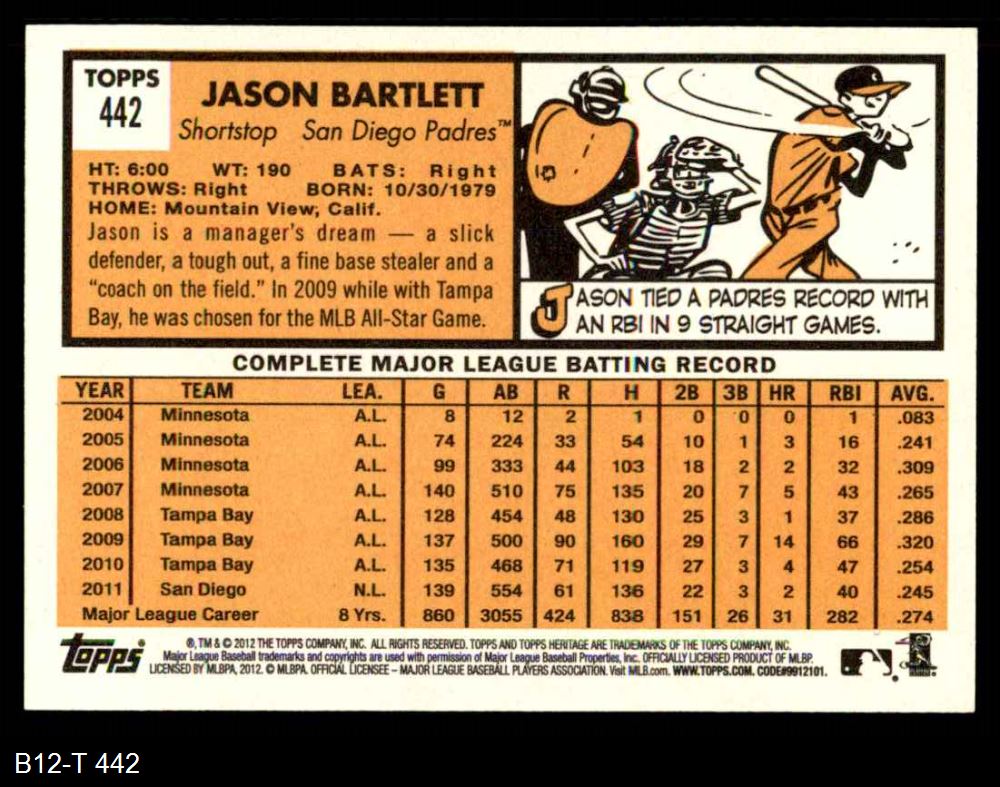 TOPPS
442
JASON BARTLETT
Shortstop San Diego Padres™
HT: 6:00 WT: 190 BATS: Right
THROWS: Right BORN: 10/30/1979
HOME: Mountain View, Calif.
Jason is a manager's dream — a slick
defender, a tough out, a fine base stealer and a
“coach on the field.” In 2009 while with Tampa
Bay, he was chosen for the MLB All-Star Game.
JASON TIED A PADRES RECORD WITH
AN RBI IN 9 STRAIGHT GAMES.
COMPLETE MAJOR LEAGUE BATTING RECORD
YEAR TEAM LEA. G AB R H 2B 3B HR RBI AVG.
2004 Minnesota A.L. 8 12 2 1 0 0 0 1 .083
2005 Minnesota A.L. 74 224 33 54 10 1 3 16 .241
2006 Minnesota A.L. 99 333 44 103 18 2 2 32 .309
2007 Minnesota A.L. 140 510 75 135 20 7 5 43 .265
2008 Tampa Bay A.L. 128 454 48 130 25 3 1 37 .286
2009 Tampa Bay A.L. 137 500 90 160 29 7 14 66 .320
2010 Tampa Bay A.L. 135 468 71 119 27 3 4 47 .254
2011 San Diego N.L. 139 554 61 136 22 3 2 40 .245
Major League Career 8 Yrs. 860 3055 424 838 151 26 31 282 .274
Topps
®, TM & © 2012 THE TOPPS COMPANY, INC. ALL RIGHTS RESERVED. TOPPS AND TOPPS HERITAGE ARE TRADEMARKS OF THE TOPPS COMPANY, INC.
Major League Baseball trademarks and copyrights are used with permission of Major League Baseball Properties, Inc. OFFICIALLY LICENSED PRODUCT OF MLBP.
LICENSED BY MLBPA, 2012. © MLBPA. OFFICIAL LICENSEE – MAJOR LEAGUE BASEBALL PLAYERS ASSOCIATION. Visit MLB.com. WWW.TOPPS.COM. CODE#9912101.
B12-T 442